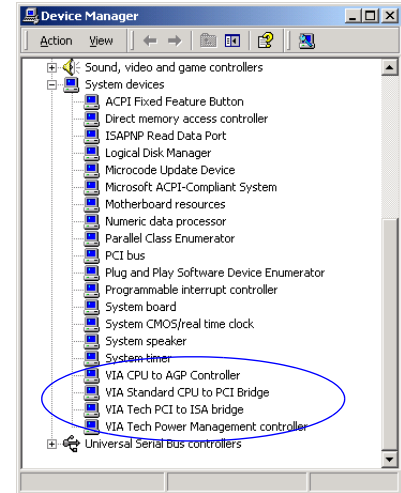 Device Manager
Action View
Sound, video and game controllers
System devices
ACPI Fixed Feature Button
Direct memory access controller
ISAPNP Read Data Port
Logical Disk Manager
Microcode Update Device
Microsoft ACPI-Compliant System
Motherboard resources
Numeric data processor
Parallel Class Enumerator
PCI bus
Plug and Play Software Device Enumerator
Programmable interrupt controller
System board
System CMOS/real time clock
System speaker
System timer
VIA CPU to AGP Controller
VIA Standard CPU to PCI Bridge
VIA Tech PCI to ISA bridge
VIA Tech Power Management controller
Universal Serial Bus controllers